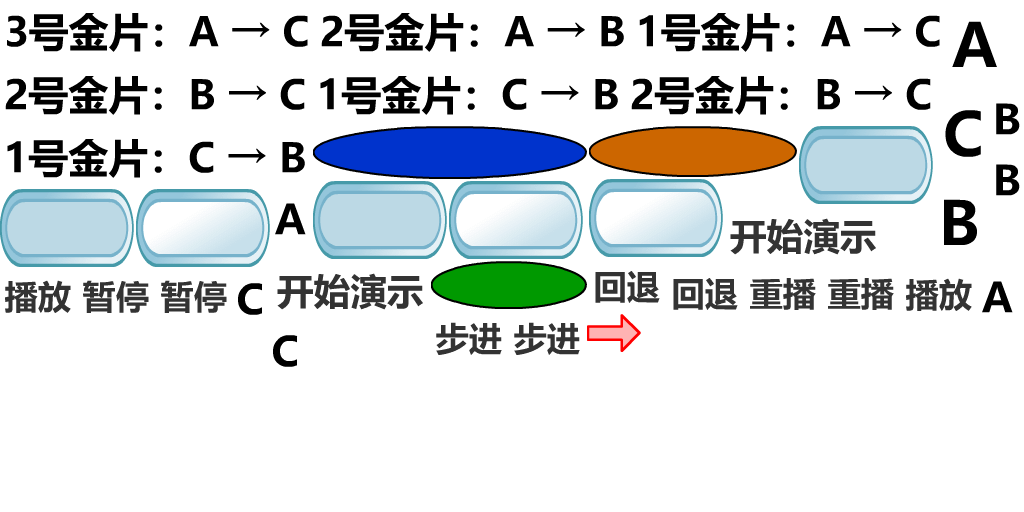 3号金片：A → C 2号金片：A → B 1号金片：A → C A
2号金片：B → C 1号金片：C → B 2号金片：B → C C B
1号金片：C → B B
A B
开始演示
播放 暂停 暂停 C 开始演示 回退 回退 重播 重播 播放 A
C 步进 步进